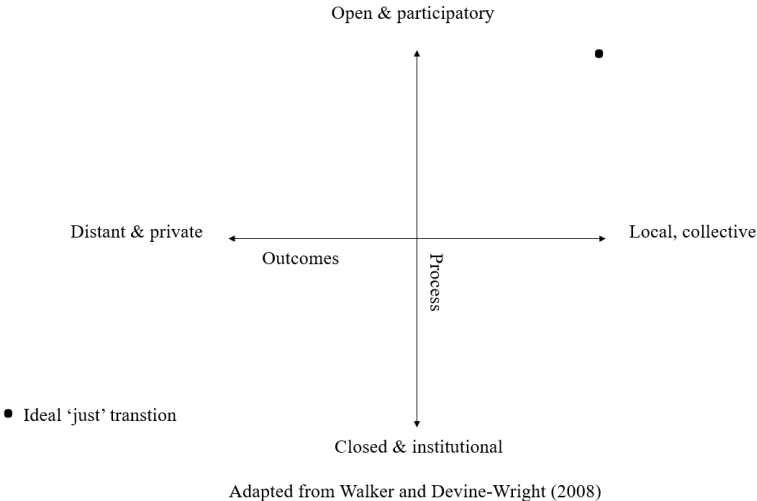 Open & participatory
Distant & private
Local, collective
Outcomes
Process
Ideal ‘just’ transtion
Closed & institutional
Adapted from Walker and Devine-Wright (2008)